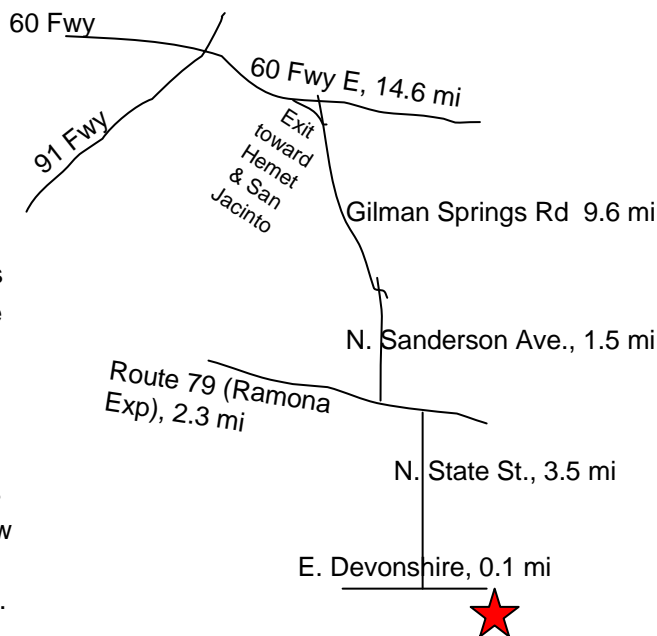 60 Fwy
60 Fwy E, 14.6 mi
91 Fwy
Exit
toward
Hemet
& San
Jacinto
Gilman Springs Rd 9.6 mi
N. Sanderson Ave., 1.5 mi
Route 79 (Ramona
Exp), 2.3 mi
N. State St., 3.5 mi
E. Devonshire, 0.1 mi